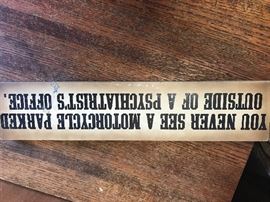 YOU NEVER SEE A MOTORCYCLE PARKED
OUTSIDE OF A PSYCHIATRIST'S OFFICE.